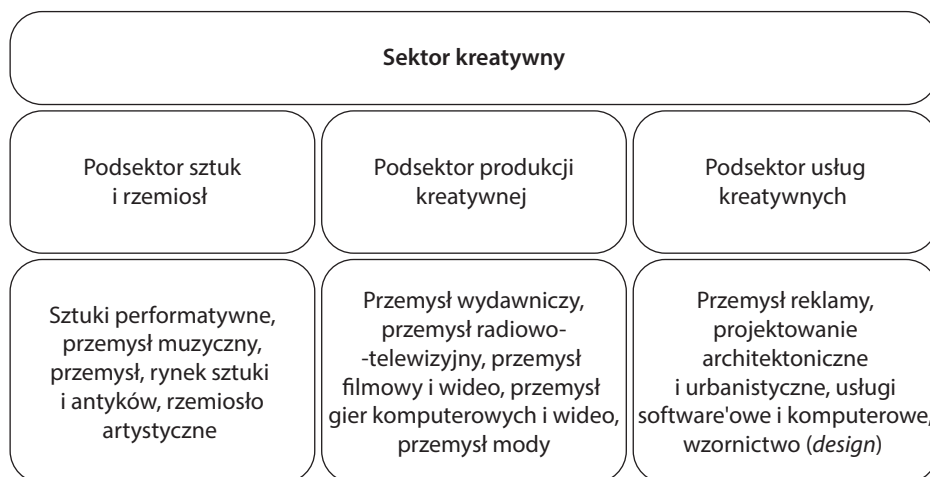 Sektor kreatywny
Podsektor sztuk
i rzemiosł
Podsektor produkcji
kreatywnej
Podsektor usług
kreatywnych
Sztuki performatywne,
przemysł muzyczny,
przemysł, rynek sztuki
i antyków, rzemiosło
artystyczne
Przemysł wydawniczy,
przemysł radiowo-
-telewizyjny, przemysł
filmowy i wideo, przemysł
gier komputerowych i wideo,
przemysł mody
Przemysł reklamy,
projektowanie
architektoniczne
i urbanistyczne, usługi
software'owe i komputerowe,
wzornictwo (design)